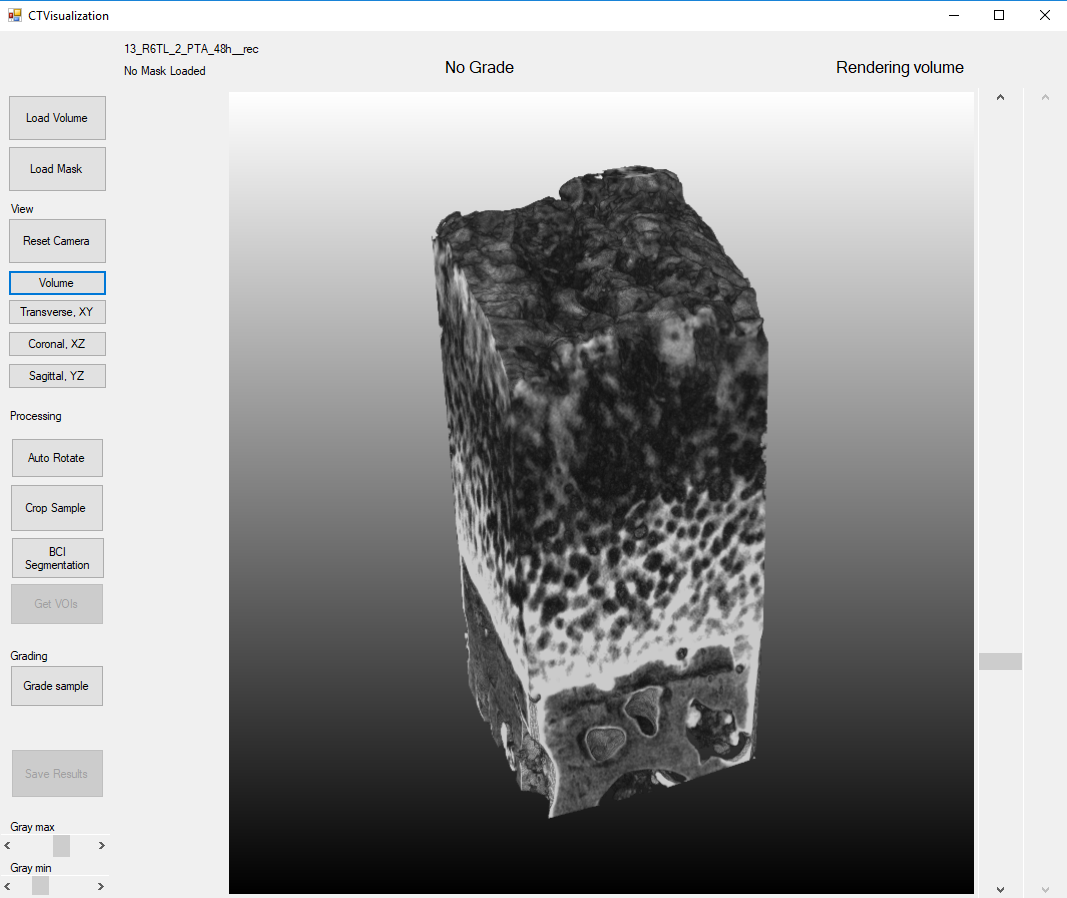 CTVisualization
13_R6TL_2_PTA_48h__rec
No Mask Loaded
No Grade
Rendering volume
Load Volume
Load Mask
View
Reset Camera
Volume
Transverse, XY
Coronal, XZ
Sagittal, YZ
Processing
Auto Rotate
Crop Sample
BCI
Segmentation
Get VOIs
Grading
Grade sample
Save Results
Gray max
Gray min